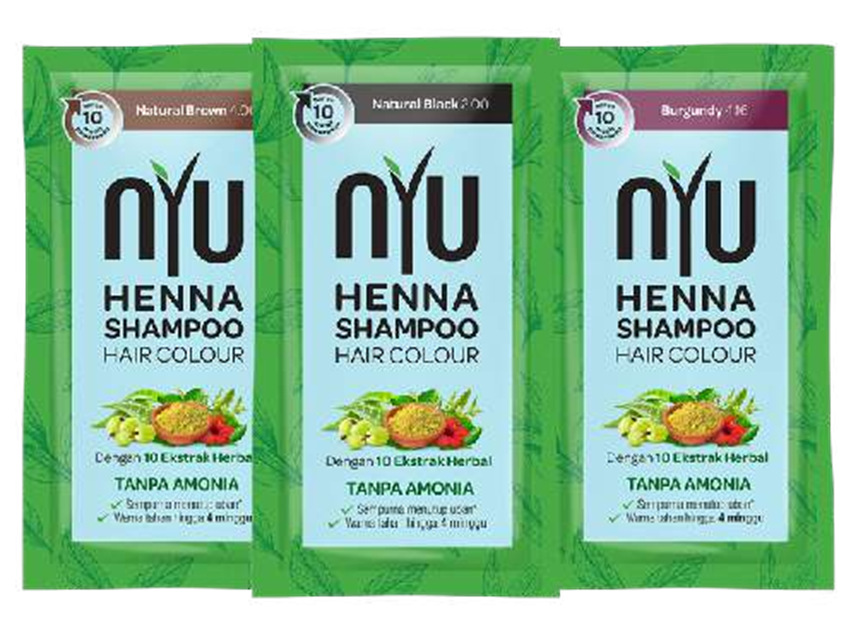 10
Natural Brown 4.00
NYU
HENNA
SHAMPOO
HAIR COLOUR
Dengan 10 Ekstrak Herbal
TANPA AMONIA
Sempurna menutup uban*
Warna tahan hingga 4 minggu
10
Natural Black 2.00
NYU
HENNA
SHAMPOO
HAIR COLOUR
Dengan 10 Ekstrak Herbal
TANPA AMONIA
Sempurna menutup uban*
Warna tahan hingga 4 minggu
10
Burgundy 4.16
NYU
HENNA
SHAMPOO
HAIR COLOUR
Dengan 10 Ekstrak Herbal
TANPA AMONIA
Sempurna menutup uban*
Warna tahan hingga 4 minggu